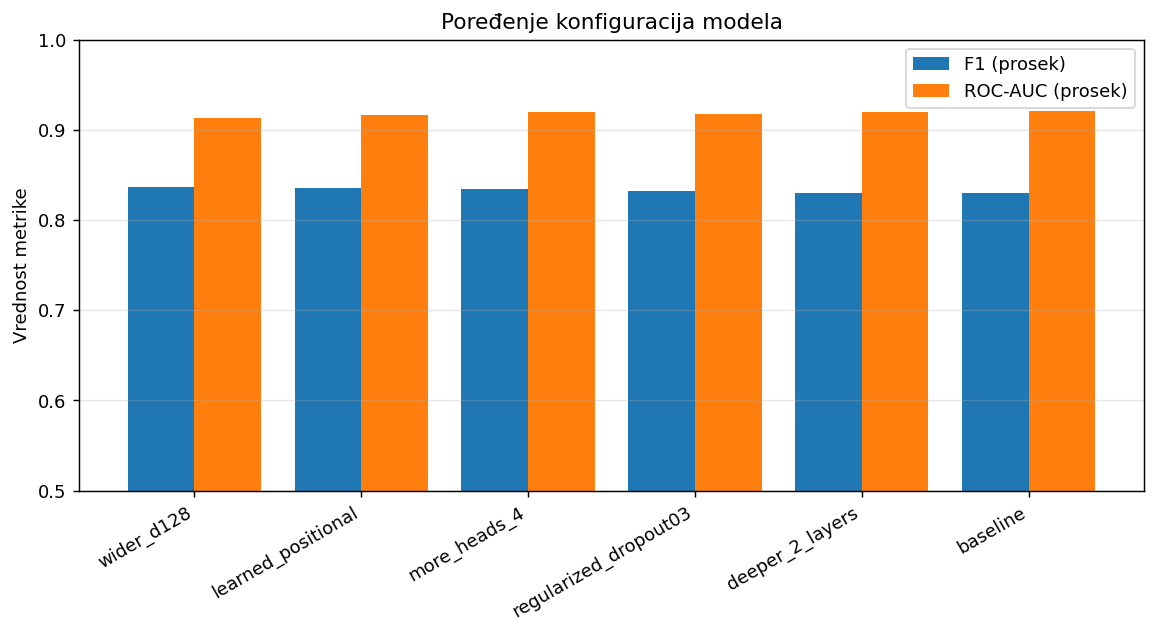 Poređenje konfiguracija modela
F1 (prosek)
ROC-AUC (prosek)
Vrednost metrike
1.0
0.9
0.8
0.7
0.6
0.5
wider_d128
learned_positional
more_heads_4
regularized_dropout03
deeper_2_layers
baseline